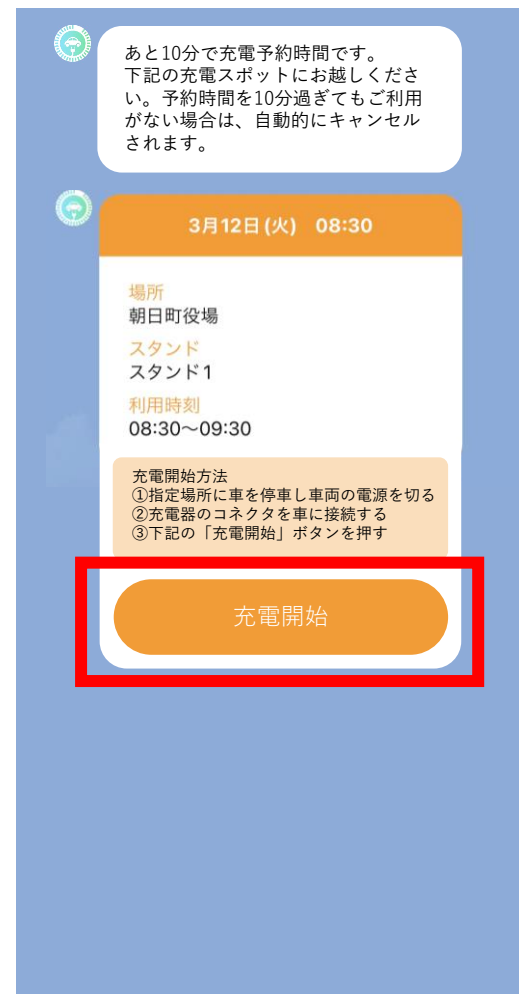 あと10分で充電予約時間です。
下記の充電スポットにお越しくださ
い。予約時間を10分過ぎてもご利用
がない場合は、自動的にキャンセル
されます。
3月12日(火) 08:30
場所
朝日町役場
スタンド
スタンド1
利用時刻
08:30〜09:30
充電開始方法
①指定場所に車を停車し車両の電源を切る
②充電器のコネクタを車に接続する
③下記の「充電開始」ボタンを押す
充電開始